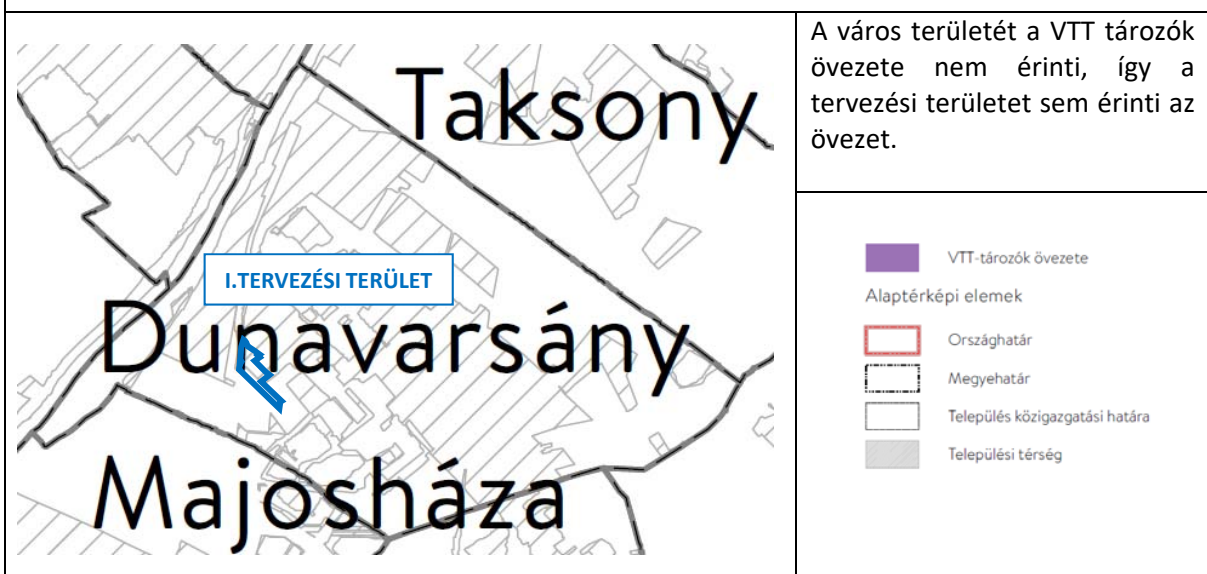 Taksony
I.TERVEZÉSI TERÜLET
Dunavarsány
Majosháza
A város területét a VTT tározók
övezete nem érinti, így a
tervezési területet sem érinti az
övezet.
VTT-tározók övezete
Alaptérképi elemek
Országhatár
Megyehatár
Település közigazgatási határa
Települési térség